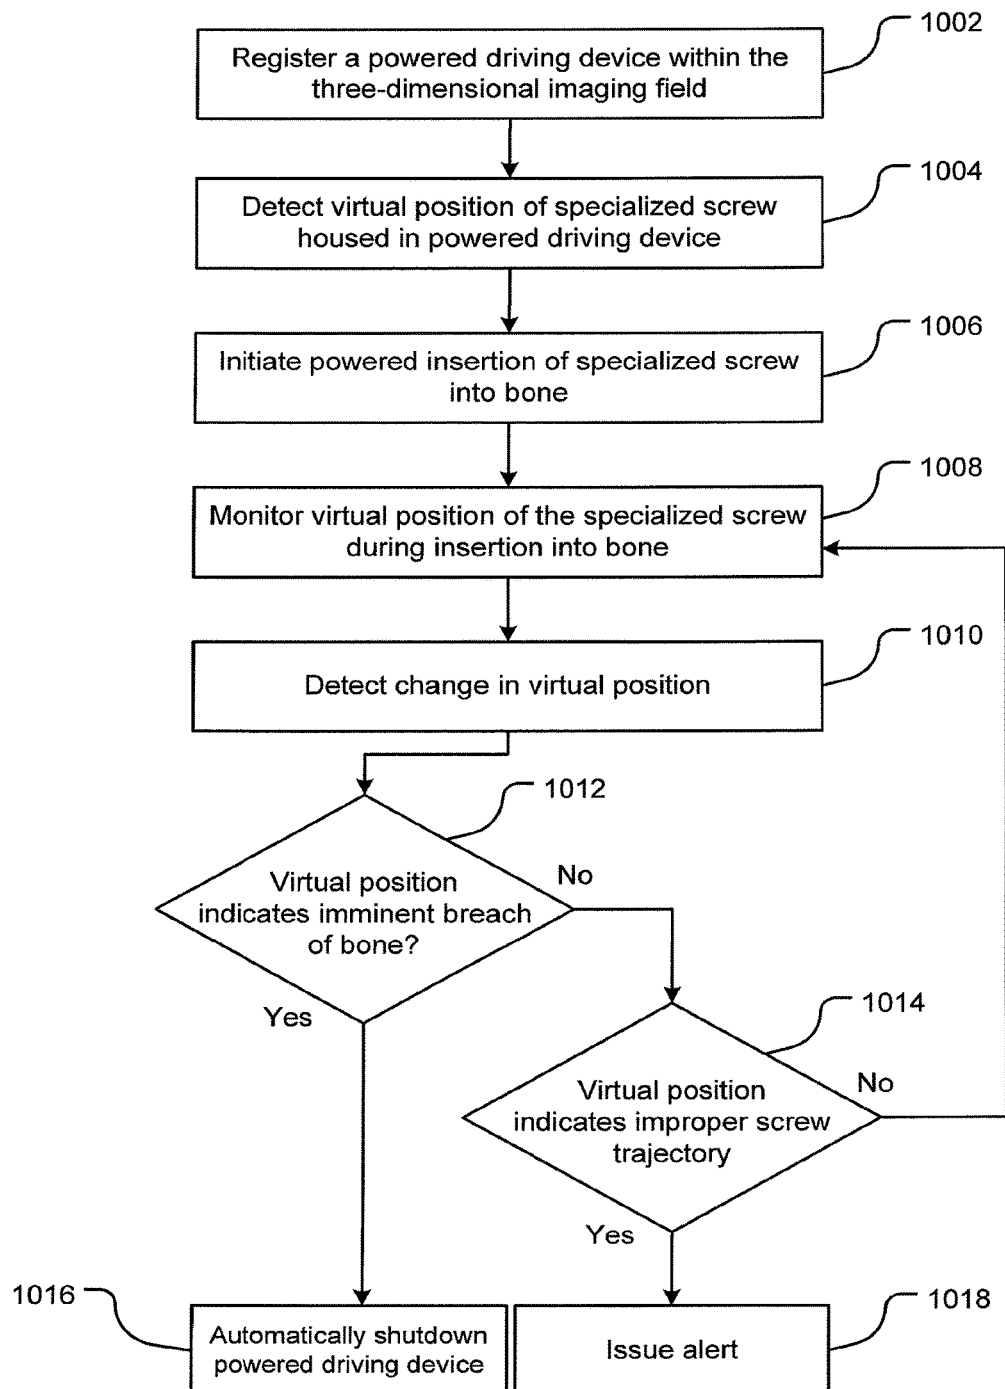 1002
Register a powered driving device within the
three-dimensional imaging field
1004
Detect virtual position of specialized screw
housed in powered driving device
1006
Initiate powered insertion of specialized screw
into bone
1008
Monitor virtual position of the specialized screw
during insertion into bone
1010
Detect change in virtual position
1012
Virtual position
indicates imminent breach
of bone?
No
Yes
1014
Virtual position
indicates improper screw
trajectory
No
Yes
1016
Automatically shutdown
powered driving device
1018
Issue alert